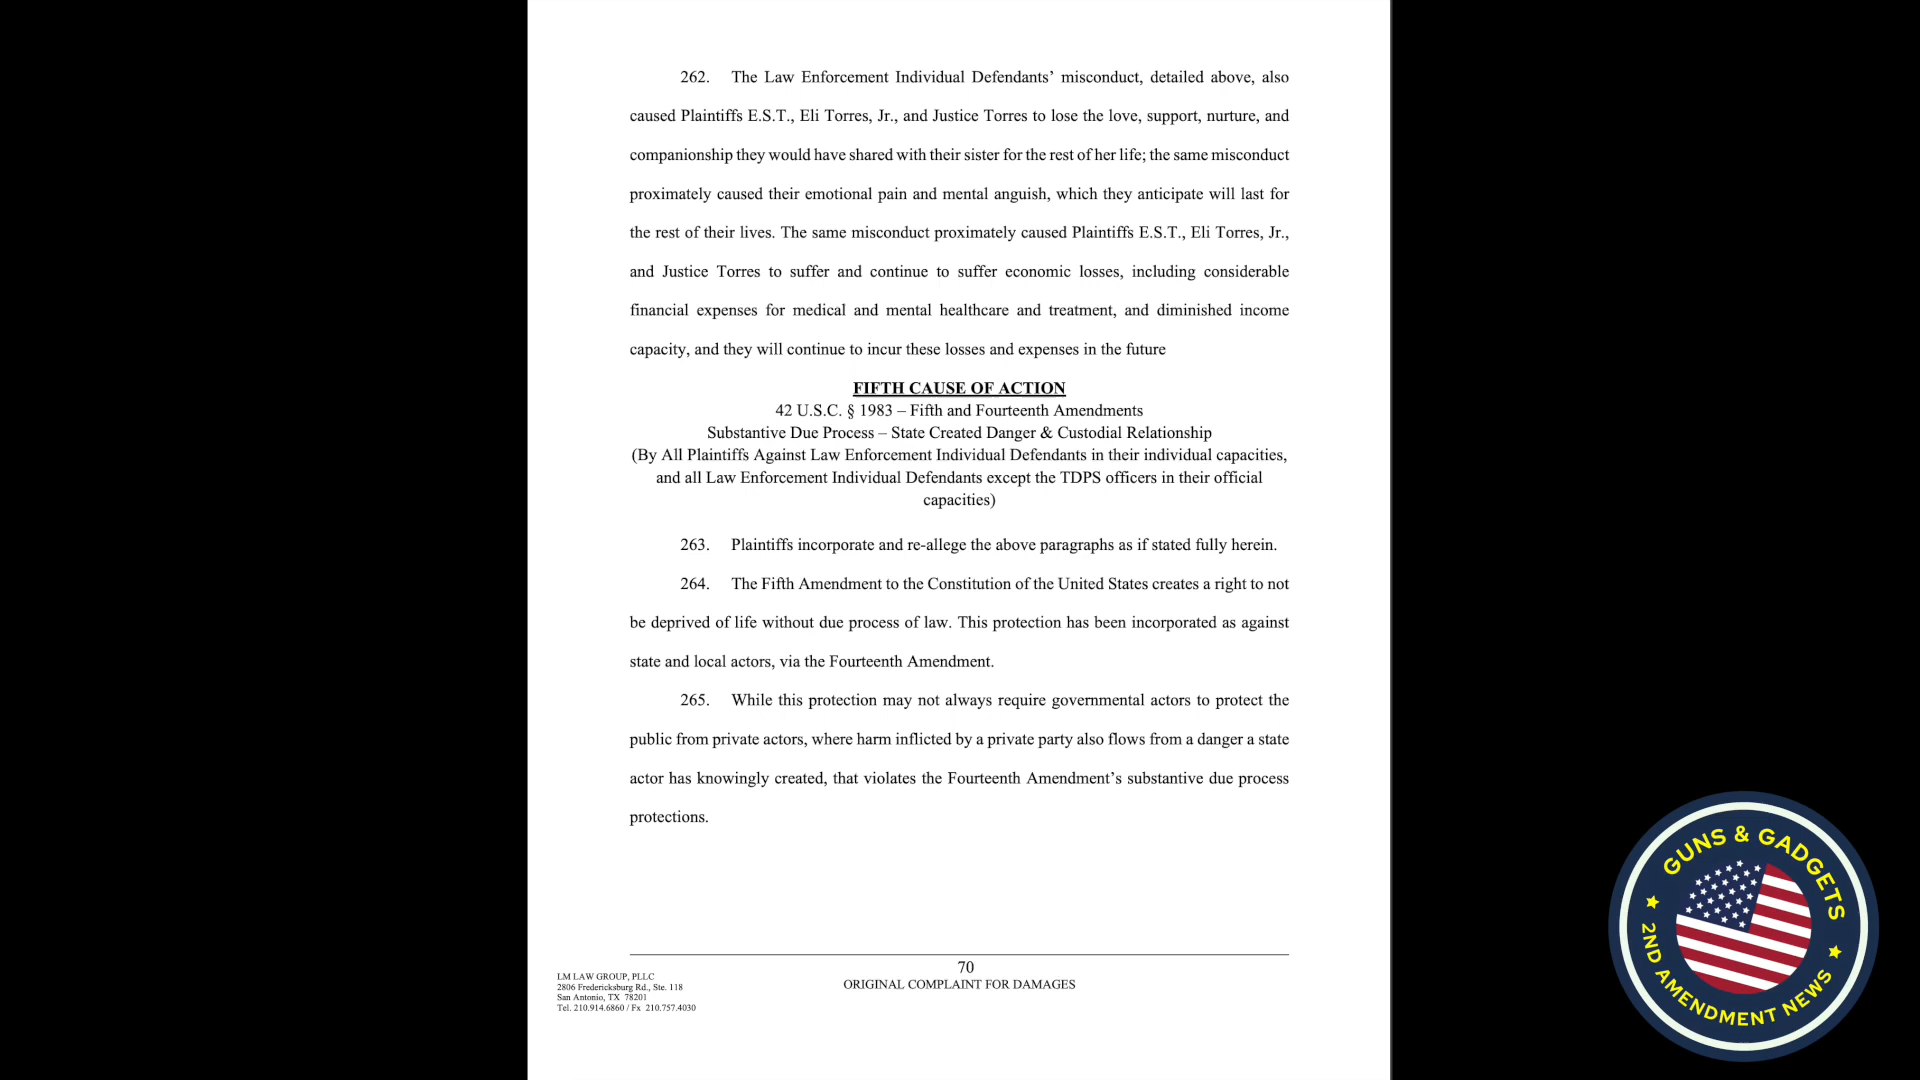 262. The Law Enforcement Individual Defendants’ misconduct, detailed above, also
caused Plaintiffs E.S.T., Eli Torres, Jr., and Justice Torres to lose the love, support, nurture, and
companionship they would have shared with their sister for the rest of her life; the same misconduct
proximately caused their emotional pain and mental anguish, which they anticipate will last for
the rest of their lives. The same misconduct proximately caused Plaintiffs E.S.T., Eli Torres, Jr.,
and Justice Torres to suffer and continue to suffer economic losses, including considerable
financial expenses for medical and mental healthcare and treatment, and diminished income
capacity, and they will continue to incur these losses and expenses in the future
FIFTH CAUSE OF ACTION
42 U.S.C. § 1983 – Fifth and Fourteenth Amendments
Substantive Due Process – State Created Danger & Custodial Relationship
(By All Plaintiffs Against Law Enforcement Individual Defendants in their individual capacities,
and all Law Enforcement Individual Defendants except the TDPS officers in their official
capacities)
263. Plaintiffs incorporate and re-allege the above paragraphs as if stated fully herein.
264. The Fifth Amendment to the Constitution of the United States creates a right to not
be deprived of life without due process of law. This protection has been incorporated as against
state and local actors, via the Fourteenth Amendment.
265. While this protection may not always require governmental actors to protect the
public from private actors, where harm inflicted by a private party also flows from a danger a state
actor has knowingly created, that violates the Fourteenth Amendment’s substantive due process
protections.
70
ORIGINAL COMPLAINT FOR DAMAGES
LM LAW GROUP, PLLC
2806 Fredericksburg Rd., Ste. 118
San Antonio, TX 78201
Tel. 210.914.6860 / Fx 210.757.4030
GUNS & GADGETS
2ND AMENDMENT NEWS